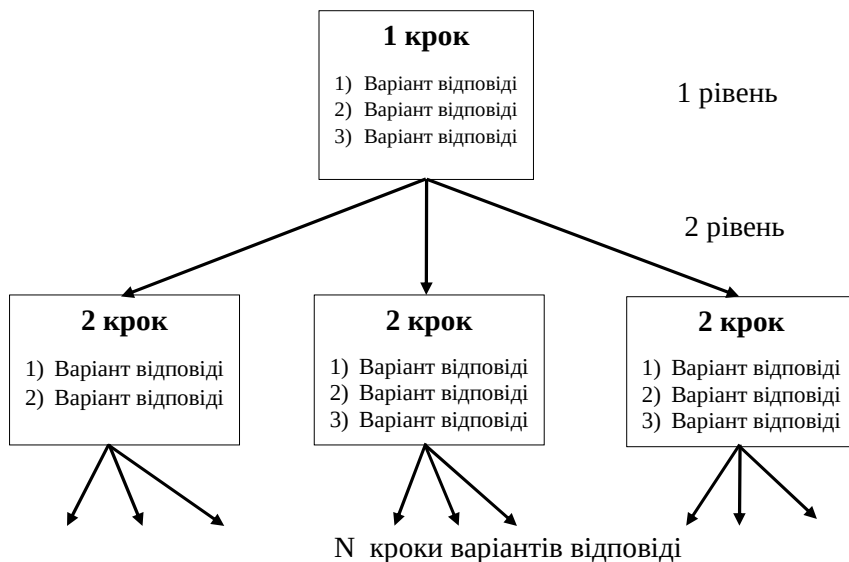 1 крок
1) Варіант відповіді
2) Варіант відповіді
3) Варіант відповіді
1 рівень
2 рівень
2 крок
1) Варіант відповіді
2) Варіант відповіді
2 крок
1) Варіант відповіді
2) Варіант відповіді
3) Варіант відповіді
2 крок
1) Варіант відповіді
2) Варіант відповіді
3) Варіант відповіді
N кроки варіантів відповіді